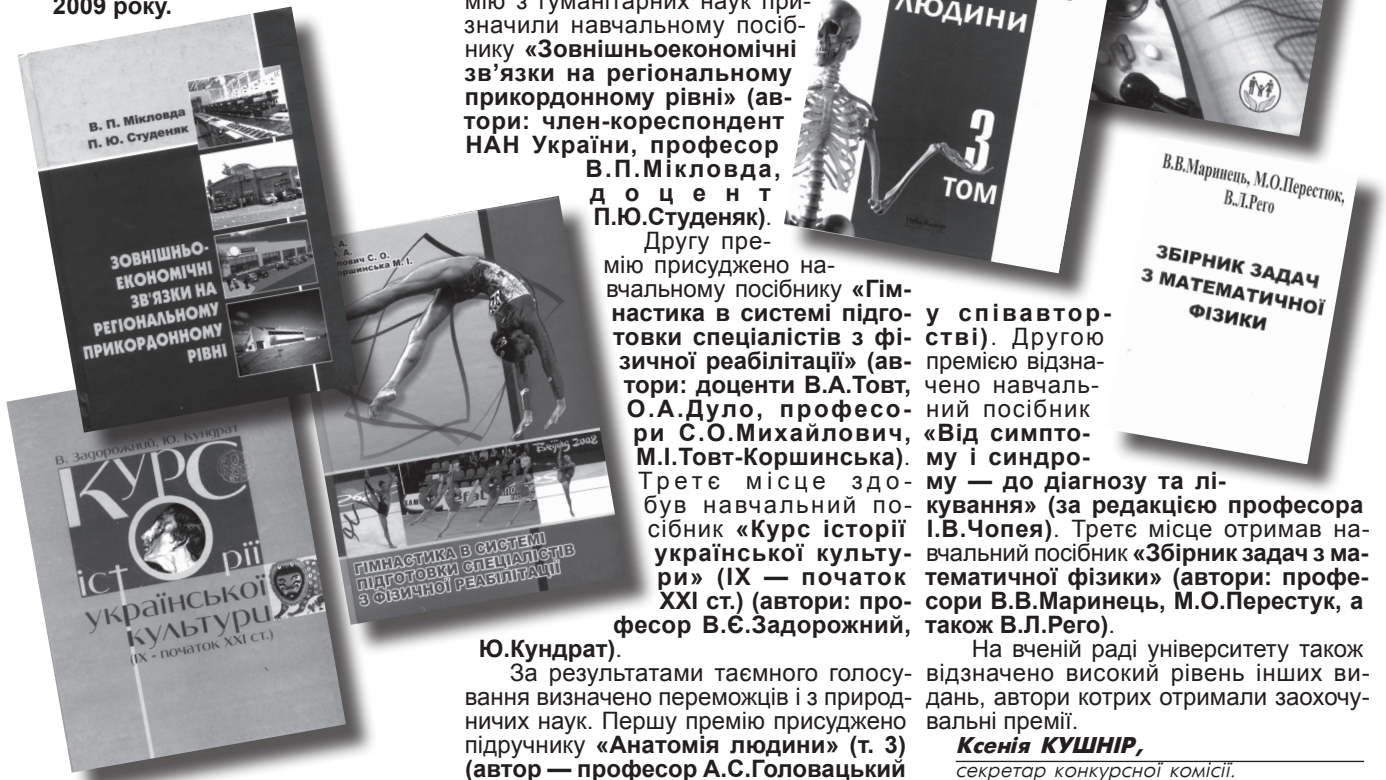 2009 року.
мію з гуманітарних наук при-
значили навчальному посіб-
нику «Зовнішньоекономічні
зв’язки на регіональному
прикордонному рівні» (ав-
тори: член-кореспондент
НАН України, професор
В.П.Мікловда,
доцент
П.Ю.Студеняк).
Другу пре-
мію присуджено на-
вчальному посібнику «Гім-
настика в системі підго-
товки спеціалістів з фі-
зичної реабілітації» (ав-
тори: доценти В.А.Товт,
О.А.Дуло, професо-
ри С.О.Михайлович,
М.І.Товт-Коршинська).
Третє місце здо-
був навчальний по-
сібник «Курс історії
української культу-
ри» (ІХ — початок
ХХІ ст.) (автори: про-
фесор В.Є.Задорожний,
Ю.Кундрат).
За результатами таємного голосу-
вання визначено переможців і з природ-
ничих наук. Першу премію присуджено
підручнику «Анатомія людини» (т. 3)
(автор — професор А.С.Головацький
у співавтор-
стві). Другою
премією відзна-
чено навчаль-
ний посібник
«Від симпто-
му і синдро-
му — до діагнозу та лі-
кування» (за редакцією професора
І.В.Чопея). Третє місце отримав на-
вчальний посібник «Збірник задач з ма-
тематичної фізики» (автори: профе-
сори В.В.Маринець, М.О.Перестук, а
також В.Л.Рего).
На вченій раді університету також
відзначено високий рівень інших ви-
дань, автори котрих отримали заохочу-
вальні премії.
Ксенія КУШНІР,
секретар конкурсної комісії.
В. П. Мікловда
П. Ю. Студеняк
ЗОВНІШНЬО-
ЕКОНОМІЧНІ
ЗВ'ЯЗКИ НА
РЕГІОНАЛЬНОМУ
ПРИКОРДОННОМУ
РІВНІ
А.
А.
лович С. О.
оршинська М. І.
Beijing 2008
ГІМНАСТИКА В СИСТЕМІ
ПІДГОТОВКИ СПЕЦІАЛІСТІВ
З ФІЗИЧНОЇ РЕАБІЛІТАЦІЇ
В. Задорожний, Ю. Кундрат
КУРС
історії
української
культури
(ІХ - початок ХХІ ст.)
ЛЮДИНИ
3
ТОМ
В.В.Маринець, М.О.Перестюк,
В.Л.Рего
ЗБІРНИК ЗАДАЧ
З МАТЕМАТИЧНОЇ
ФІЗИКИ